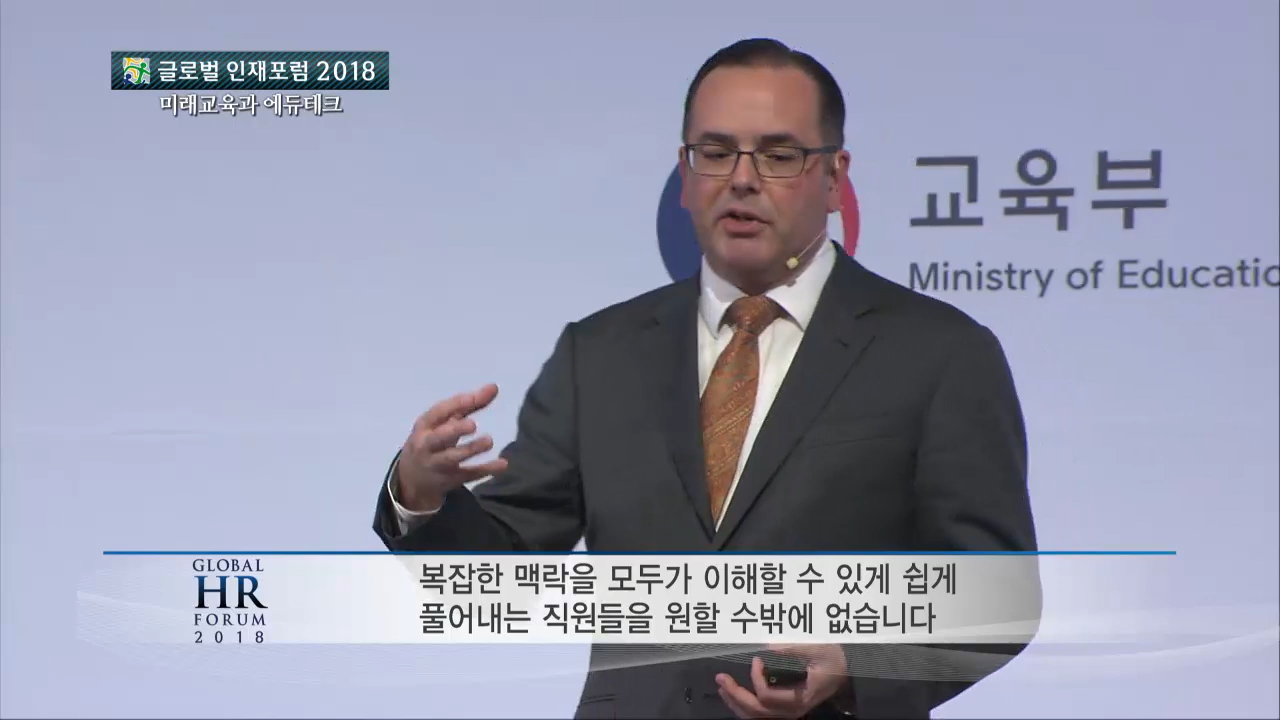 글로벌 인재포럼 2018
미래교육과 에듀테크
교육부
Ministry of Educatio
GLOBAL
HR
FORUM
2018
복잡한 맥락을 모두가 이해할 수 있게 쉽게
풀어내는 직원들을 원할 수밖에 없습니다